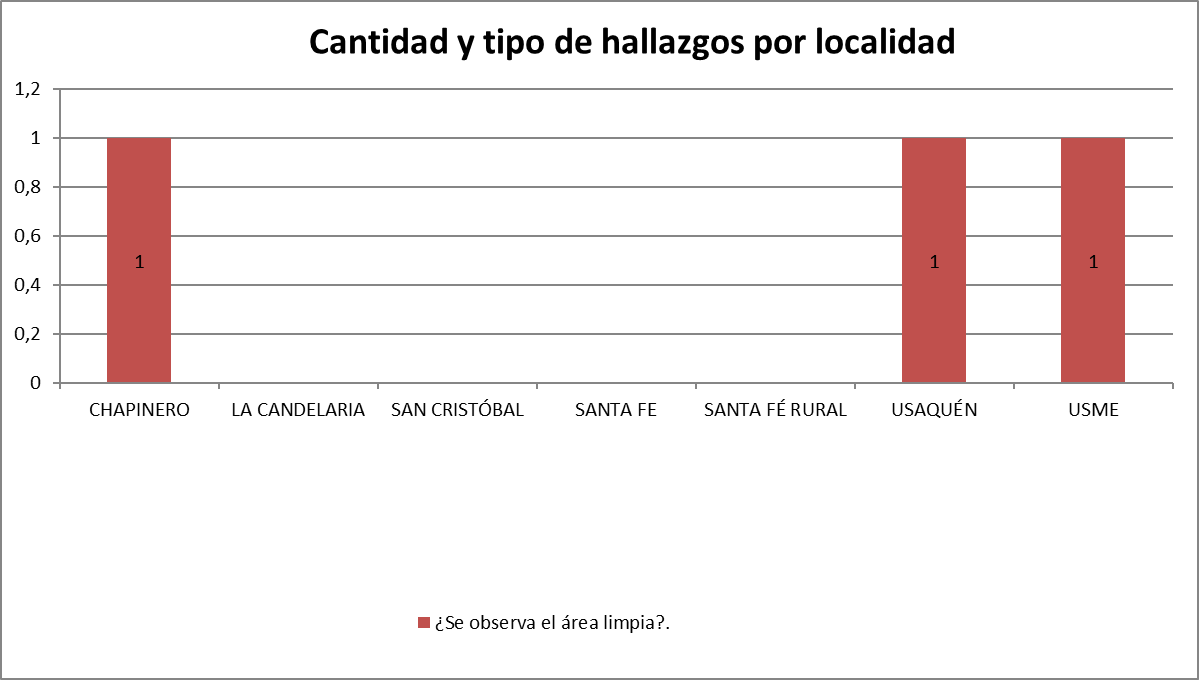 Cantidad y tipo de hallazgos por localidad
1,2
1
0,8
0,6
0,4
0,2
0
1
1
1
CHAPINERO
LA CANDELARIA
SAN CRISTÓBAL
SANTA FE
SANTA FÉ RURAL
USAQUÉN
USME
¿Se observa el área limpia?.